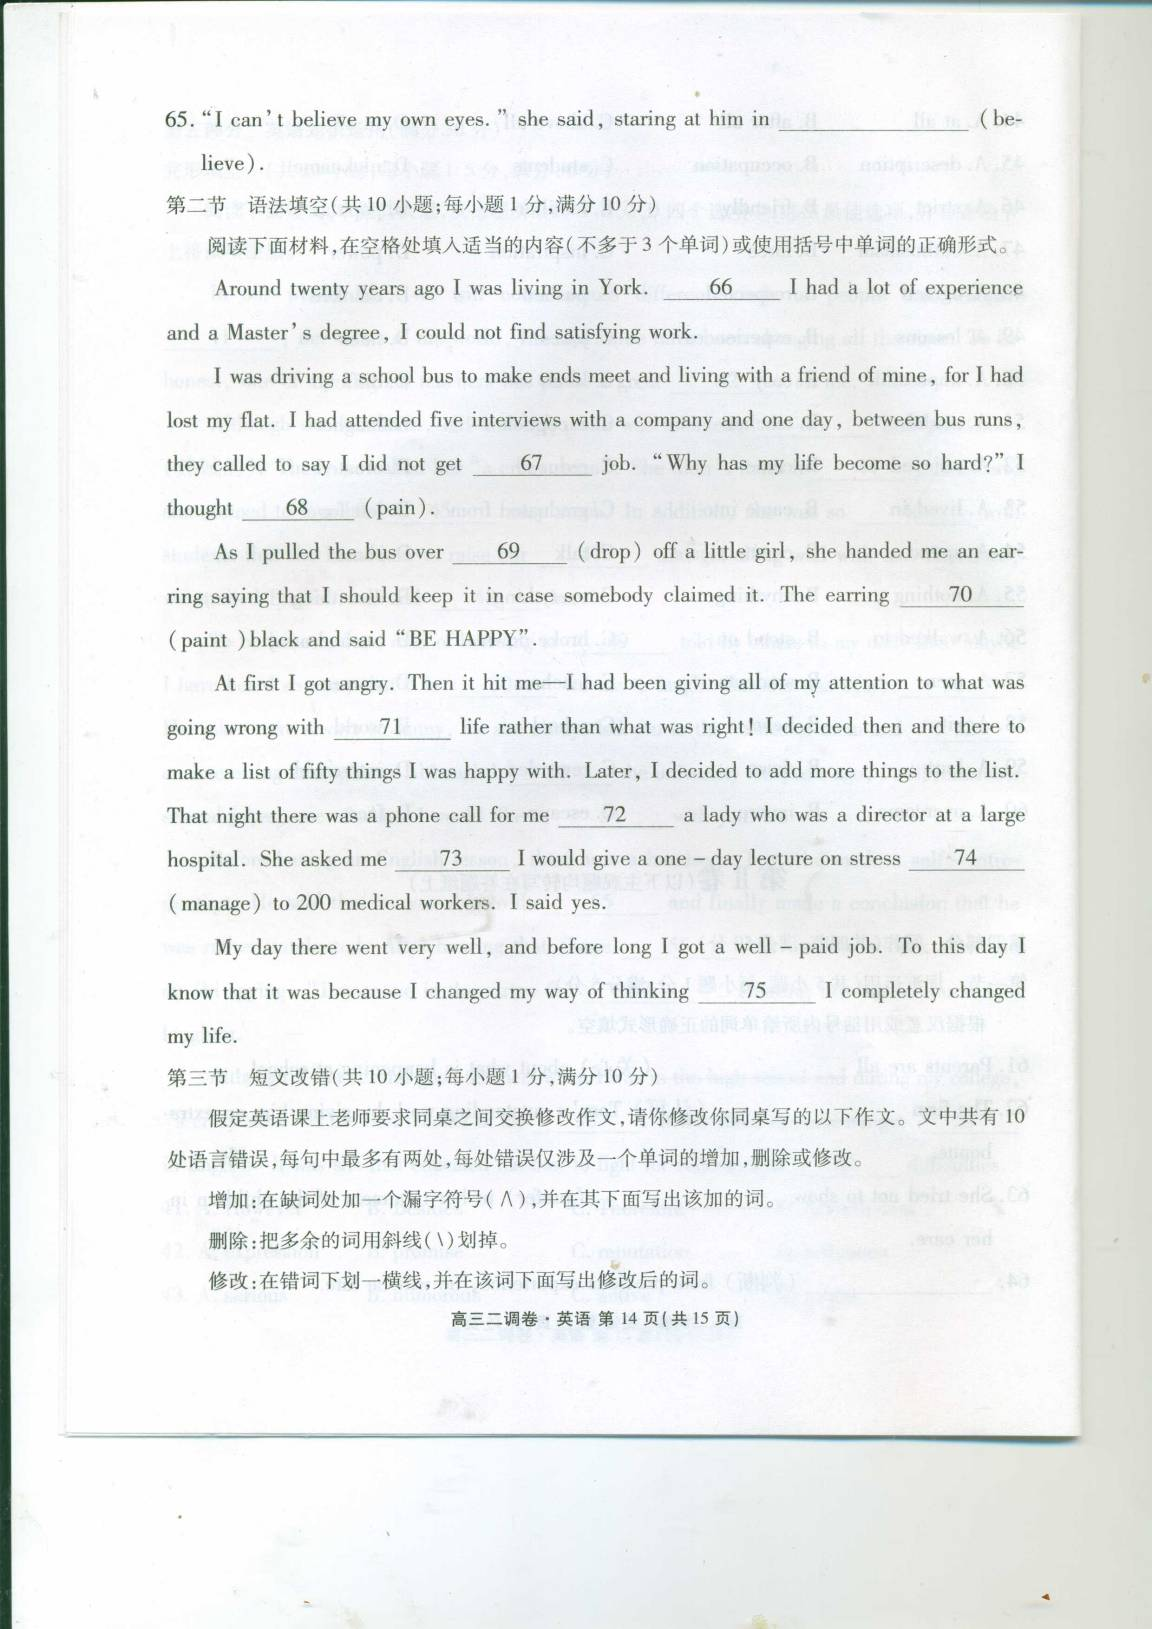 65. “I can't believe my own eyes. ” she said, staring at him in ________ (be-
lieve).
第二节 语法填空(共10小题;每小题1分,满分10分)
阅读下面材料,在空格处填入适当的内容(不多于3个单词)或使用括号中单词的正确形式。
Around twenty years ago I was living in York. 66 I had a lot of experience
and a Master's degree, I could not find satisfying work.
I was driving a school bus to make ends meet and living with a friend of mine, for I had
lost my flat. I had attended five interviews with a company and one day, between bus runs,
they called to say I did not get 67 job. “Why has my life become so hard?” I
thought 68 (pain).
As I pulled the bus over 69 (drop) off a little girl, she handed me an ear-
ring saying that I should keep it in case somebody claimed it. The earring 70
(paint )black and said “BE HAPPY”.
At first I got angry. Then it hit me—I had been giving all of my attention to what was
going wrong with 71 life rather than what was right! I decided then and there to
make a list of fifty things I was happy with. Later, I decided to add more things to the list.
That night there was a phone call for me 72 a lady who was a director at a large
hospital. She asked me 73 I would give a one – day lecture on stress 74
(manage) to 200 medical workers. I said yes.
My day there went very well, and before long I got a well – paid job. To this day I
know that it was because I changed my way of thinking 75 I completely changed
my life.
第三节 短文改错(共10小题;每小题1分,满分10分)
假定英语课上老师要求同桌之间交换修改作文,请你修改你同桌写的以下作文。文中共有10
处语言错误,每句中最多有两处,每处错误仅涉及一个单词的增加,删除或修改。
增加:在缺词处加一个漏字符号(∧),并在其下面写出该加的词。
删除:把多余的词用斜线(\)划掉。
修改:在错词下划一横线,并在该词下面写出修改后的词。
高三二调卷·英语 第14页(共15页)